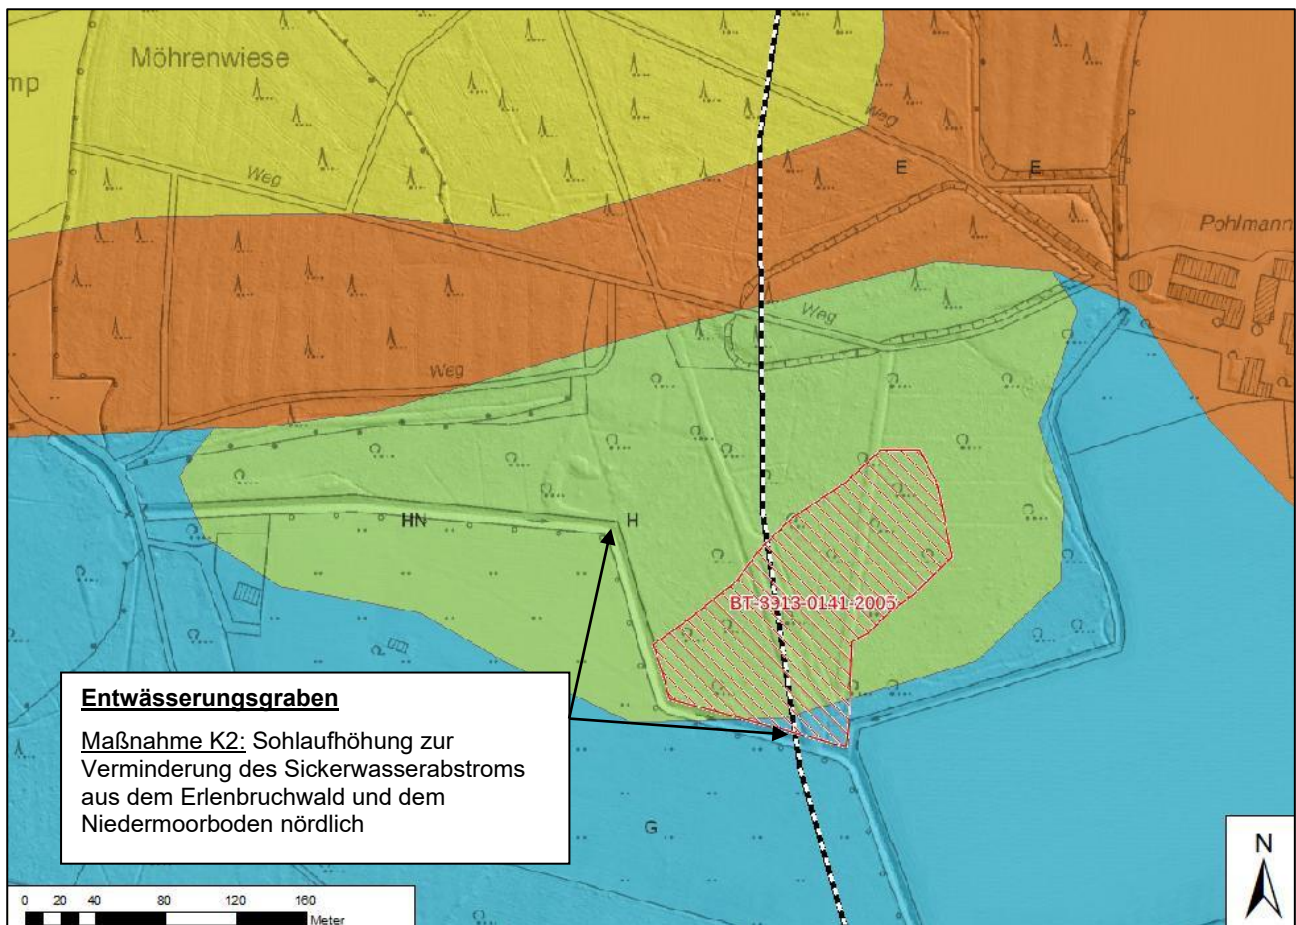 Möhrenwiese
mp
Weg
Weg
E
E
Pohlmann
Weg
Weg
HN
H
BT-3913-0141-2005
Entwässerungsgraben
Maßnahme K2: Sohlaufhöhung zur
Verminderung des Sickerwasserabstroms
aus dem Erlenbruchwald und dem
Niedermoorboden nördlich
G
N
0 20 40 80 120 160
Meter